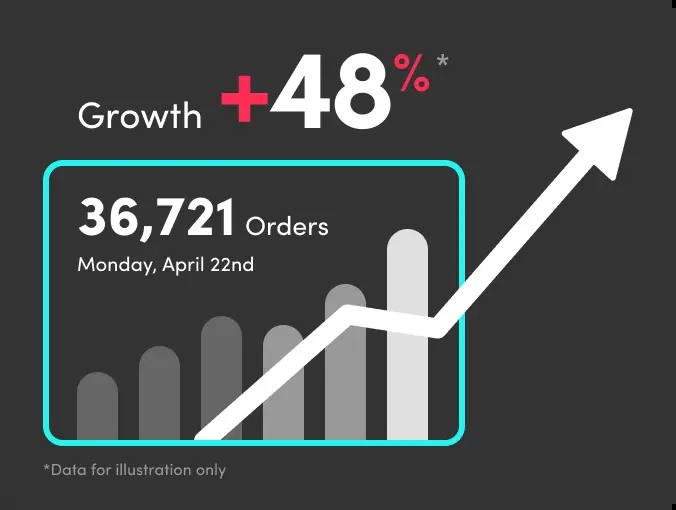 Growth +48%*
36,721 Orders
Monday, April 22nd
*Data for illustration only